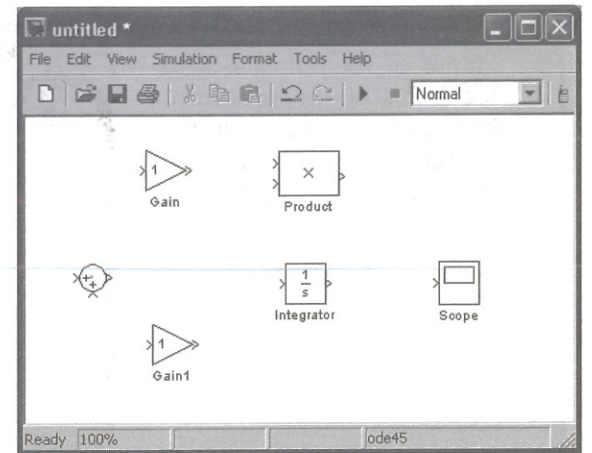 untitled *
File Edit View Simulation Format Tools Help
Normal
1
Gain
×
Product
1
s
Integrator
Scope
1
Gain1
Ready 100% ode45